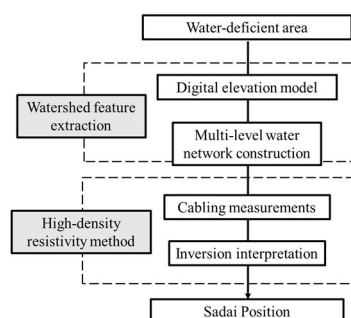 Water-deficient area
Digital elevation model
Watershed feature
extraction
Multi-level water
network construction
Cabling measurements
High-density
resistivity method
Inversion interpretation
Sadai Position